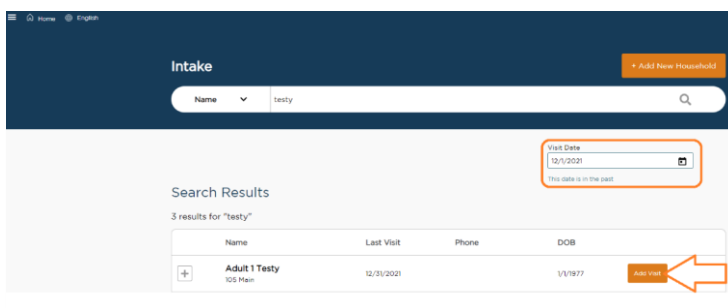 Home English
Intake
+ Add New Household
Name testy
Visit Date
12/1/2021
This date is in the past
Search Results
3 results for "testy"
Name Last Visit Phone DOB
Adult 1 Testy 12/31/2021 1/1/1977 Add Visit
105 Main